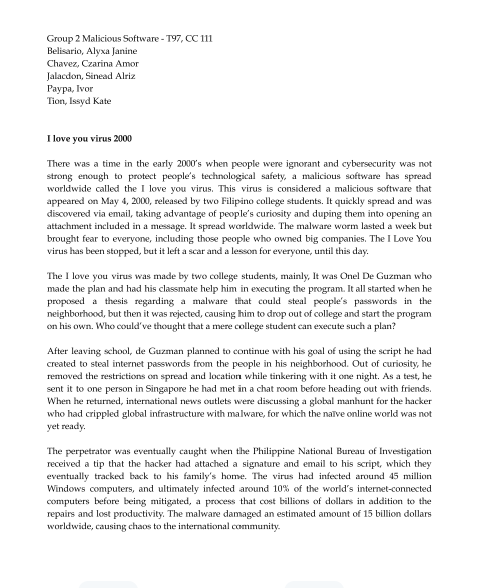 Group 2 Malicious Software - T97, CC 111
Belisario, Alyxa Janine
Chavez, Czarina Amor
Jalacdon, Sinead Alriz
Paypa, Ivor
Tion, Issyd Kate
I love you virus 2000
There was a time in the early 2000's when people were ignorant and cybersecurity was not
strong enough to protect people's technological safety, a malicious software has spread
worldwide called the I love you virus. This virus is considered a malicious software that
appeared on May 4, 2000, released by two Filipino college students. It quickly spread and was
discovered via email, taking advantage of people's curiosity and duping them into opening an
attachment included in a message. It spread worldwide. The malware worm lasted a week but
brought fear to everyone, including those people who owned big companies. The I Love You
virus has been stopped, but it left a scar and a lesson for everyone, until this day.
The I love you virus was made by two college students, mainly, It was Onel De Guzman who
made the plan and had his classmate help him in executing the program. It all started when he
proposed a thesis regarding a malware that could steal people's passwords in the
neighborhood, but then it was rejected, causing him to drop out of college and start the program
on his own. Who could've thought that a mere college student can execute such a plan?
After leaving school, de Guzman planned to continue with his goal of using the script he had
created to steal internet passwords from the people in his neighborhood. Out of curiosity, he
removed the restrictions on spread and location while tinkering with it one night. As a test, he
sent it to one person in Singapore he had met in a chat room before heading out with friends.
When he returned, international news outlets were discussing a global manhunt for the hacker
who had crippled global infrastructure with malware, for which the naïve online world was not
yet ready.
The perpetrator was eventually caught when the Philippine National Bureau of Investigation
received a tip that the hacker had attached a signature and email to his script, which they
eventually tracked back to his family's home. The virus had infected around 45 million
Windows computers, and ultimately infected around 10% of the world's internet-connected
computers before being mitigated, a process that cost billions of dollars in addition to the
repairs and lost productivity. The malware damaged an estimated amount of 15 billion dollars
worldwide, causing chaos to the international community.